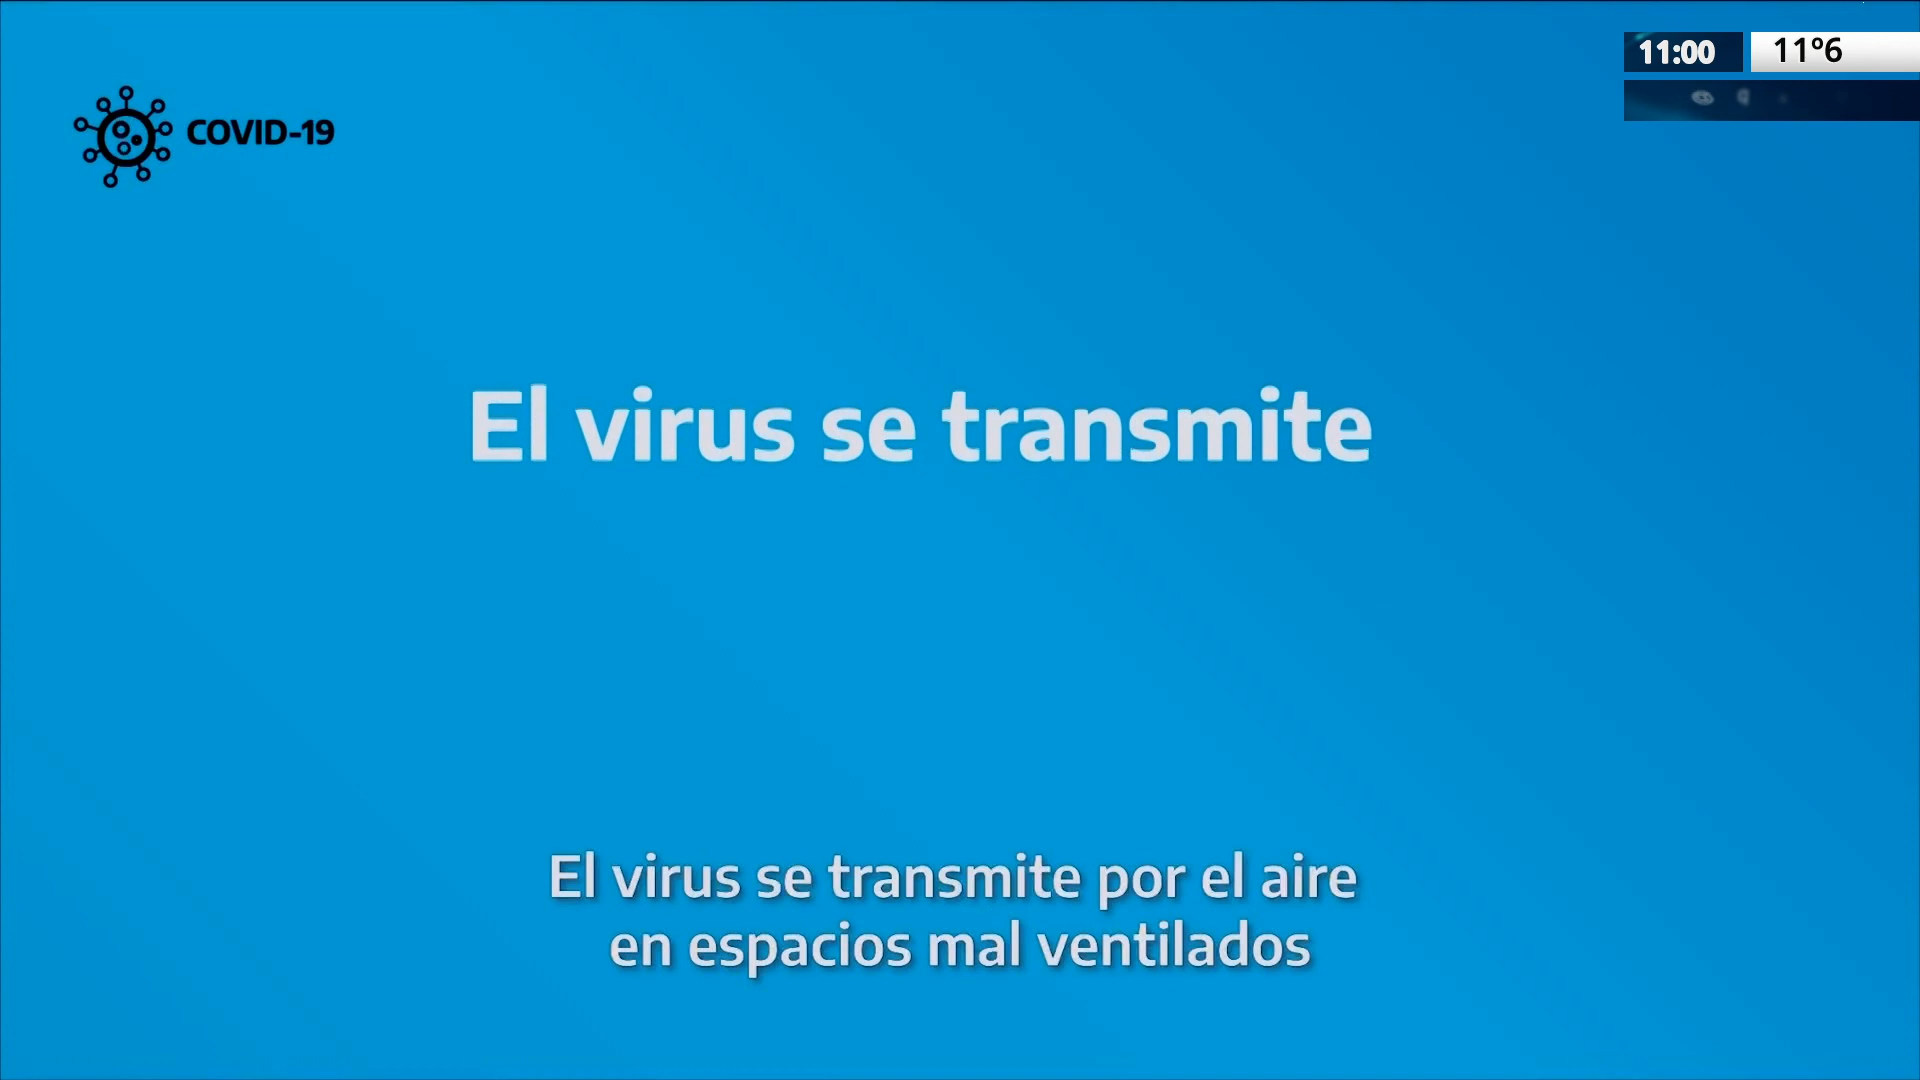 11:00 11°6
COVID-19
El virus se transmite
El virus se transmite por el aire
en espacios mal ventilados